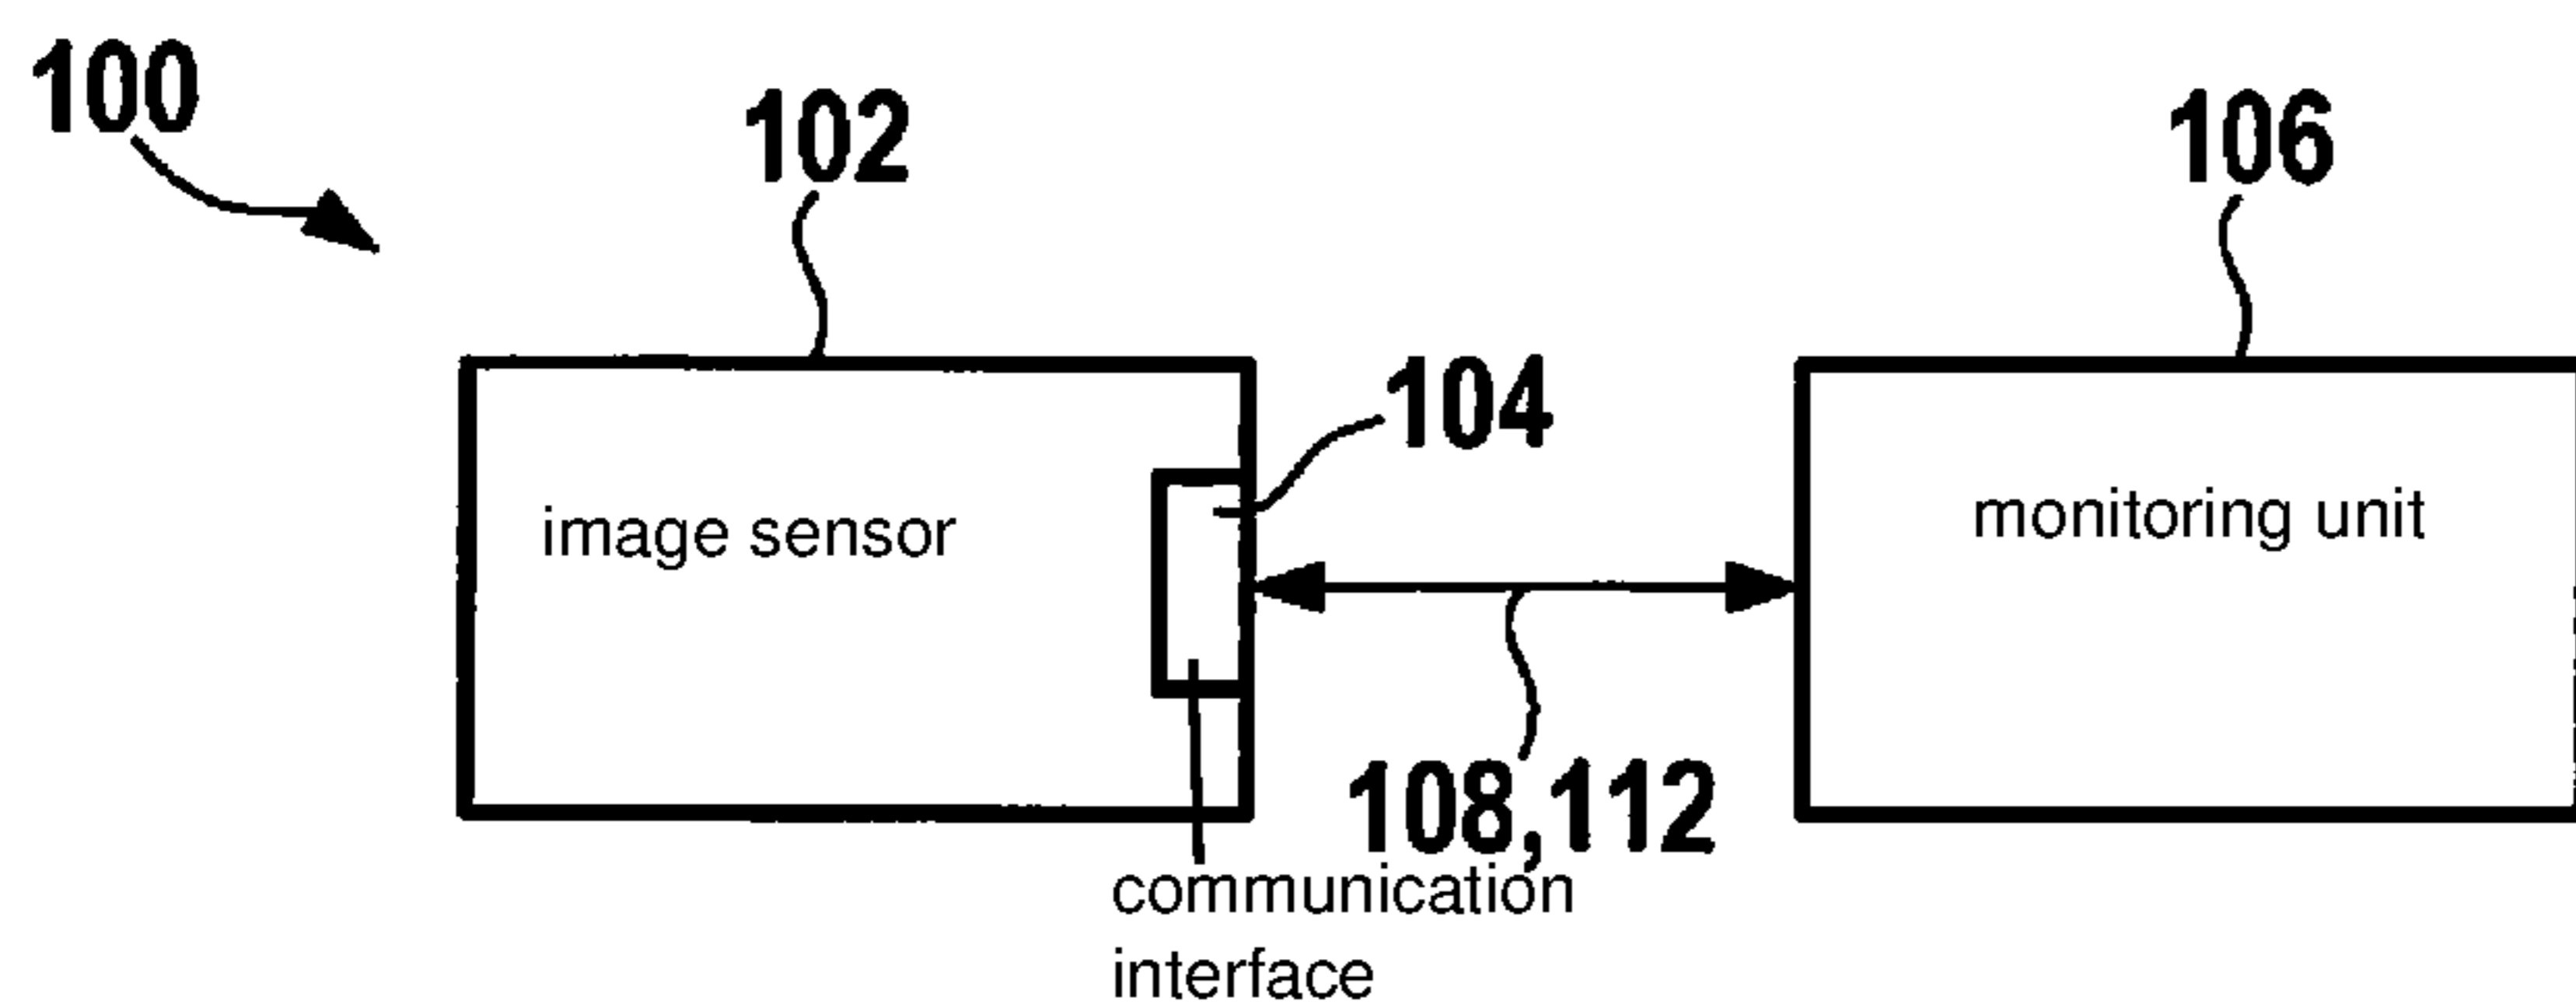 100
102
106
104
image sensor
monitoring unit
108,112
communication
interface